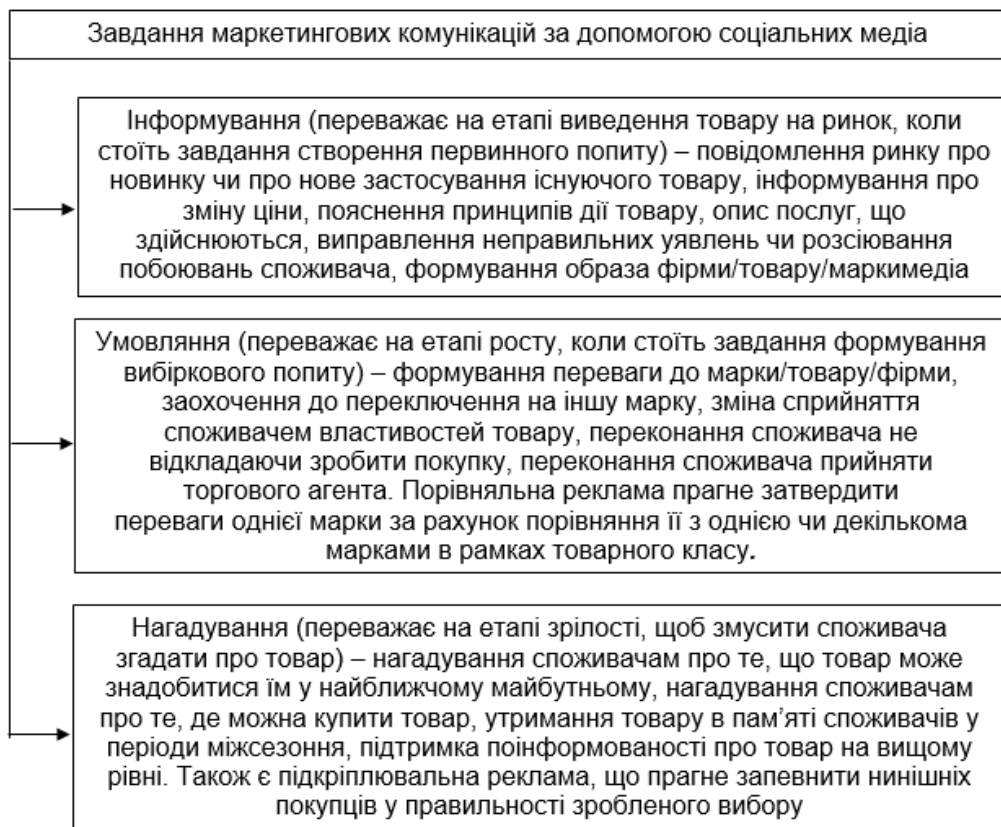 Завдання маркетингових комунікацій за допомогою соціальних медіа
Інформування (переважає на етапі виведення товару на ринок, коли
стоїть завдання створення первинного попиту) – повідомлення ринку про
новинку чи про нове застосування існуючого товару, інформування про
зміну ціни, пояснення принципів дії товару, опис послуг, що
здійснюються, виправлення неправильних уявлень чи розсіювання
побоювань споживача, формування образа фірми/товару/маркимедіа
Умовляння (переважає на етапі росту, коли стоїть завдання формування
вибіркового попиту) – формування переваги до марки/товару/фірми,
заохочення до переключення на іншу марку, зміна сприйняття
споживачем властивостей товару, переконання споживача не
відкладаючи зробити покупку, переконання споживача прийняти
торгового агента. Порівняльна реклама прагне затвердити
переваги однієї марки за рахунок порівняння її з однією чи декількома
марками в рамках товарного класу.
Нагадування (переважає на етапі зрілості, щоб змусити споживача
згадати про товар) – нагадування споживачам про те, що товар може
знадобитися їм у найближчому майбутньому, нагадування споживачам
про те, де можна купити товар, утримання товару в пам’яті споживачів у
періоди міжсезоння, підтримка поінформованості про товар на вищому
рівні. Також є підкріплювальна реклама, що прагне запевнити нинішніх
покупців у правильності зробленого вибору